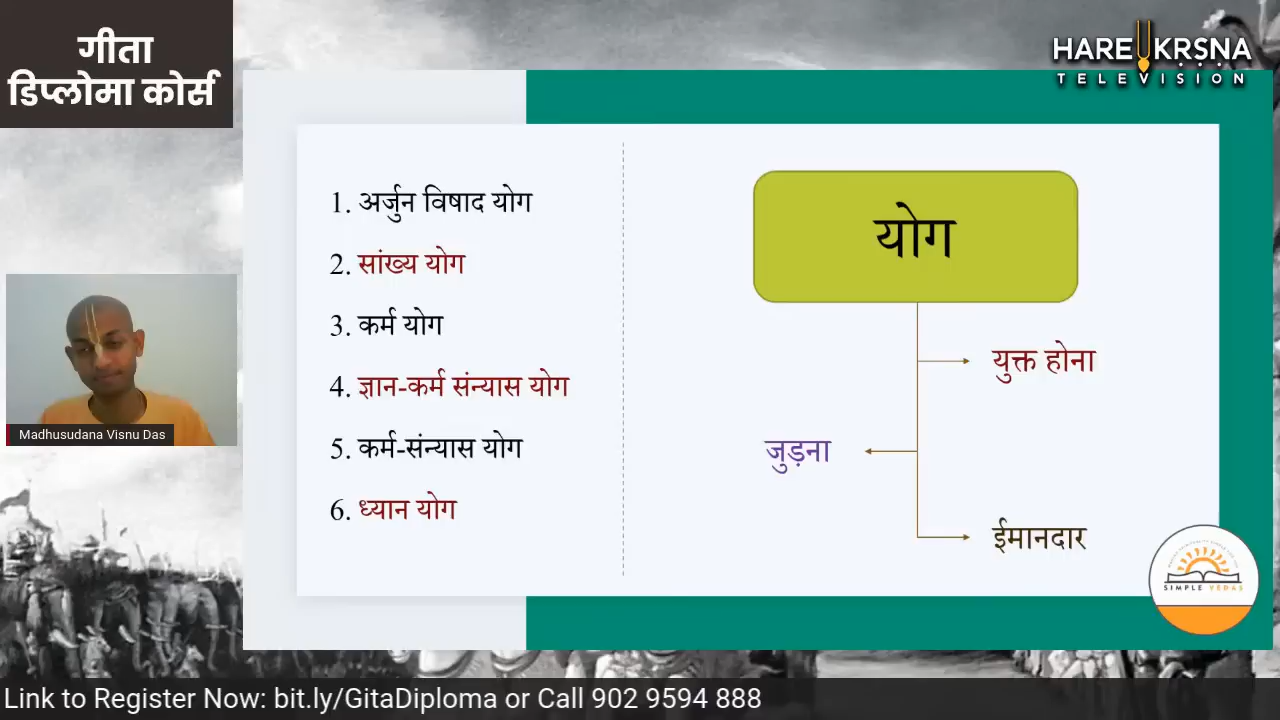 गीता
डिप्लोमा कोर्स
HARE KRSNA
TELEVISION
1. अर्जुन विषाद योग
2. सांख्य योग
3. कर्म योग
4. ज्ञान-कर्म संन्यास योग
5. कर्म-संन्यास योग
6. ध्यान योग
योग
युक्त होना
जुड़ना
ईमानदार
Madhusudana Visnu Das
SIMPLE VEDAS
Link to Register Now: bit.ly/GitaDiploma or Call 902 9594 888